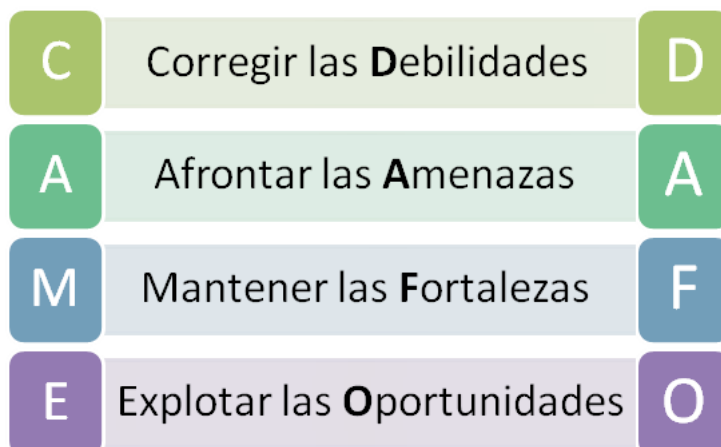 C Corregir las Debilidades D
A Afrontar las Amenazas A
M Mantener las Fortalezas F
E Explotar las Oportunidades O